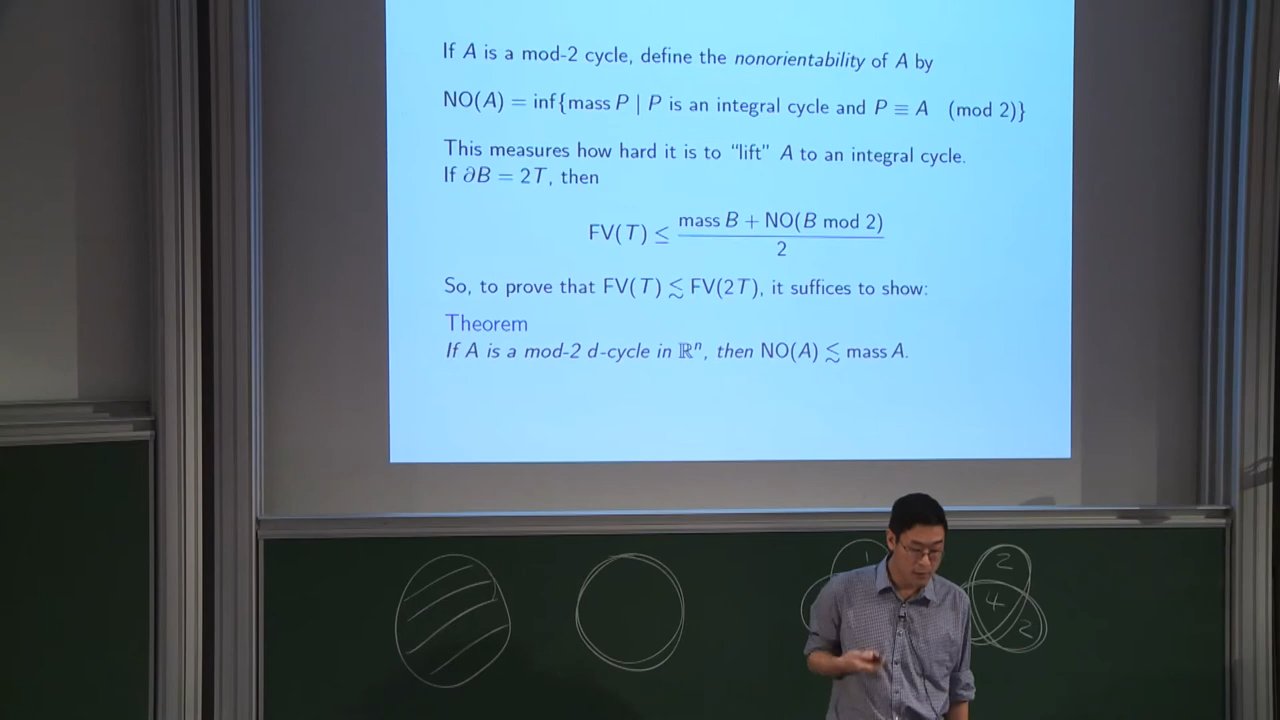 If A is a mod-2 cycle, define the nonorientability of A by
NO(A) = inf{mass P | P is an integral cycle and P ≡ A (mod 2)}
This measures how hard it is to "lift" A to an integral cycle.
If ∂B = 2T, then
FV(T) ≤ (mass B + NO(B mod 2)) / 2
So, to prove that FV(T) ≲ FV(2T), it suffices to show:
Theorem
If A is a mod-2 d-cycle in ℝⁿ, then NO(A) ≲ mass A.
1
2
4
2